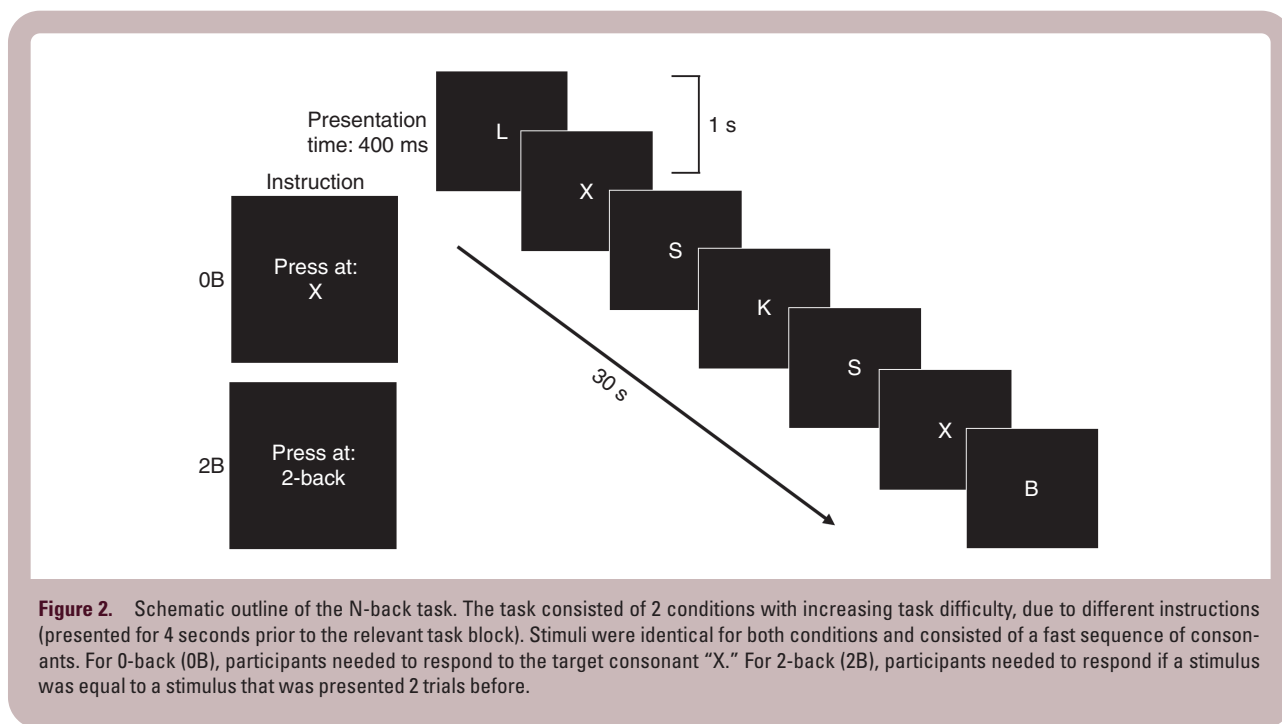 Presentation
time: 400 ms
L
1 s
X
Instruction
S
0B
Press at:
X
K
S
30 s
X
2B
Press at:
2-back
B
Figure 2. Schematic outline of the N-back task. The task consisted of 2 conditions with increasing task difficulty, due to different instructions
(presented for 4 seconds prior to the relevant task block). Stimuli were identical for both conditions and consisted of a fast sequence of conson-
ants. For 0-back (0B), participants needed to respond to the target consonant “X.” For 2-back (2B), participants needed to respond if a stimulus
was equal to a stimulus that was presented 2 trials before.